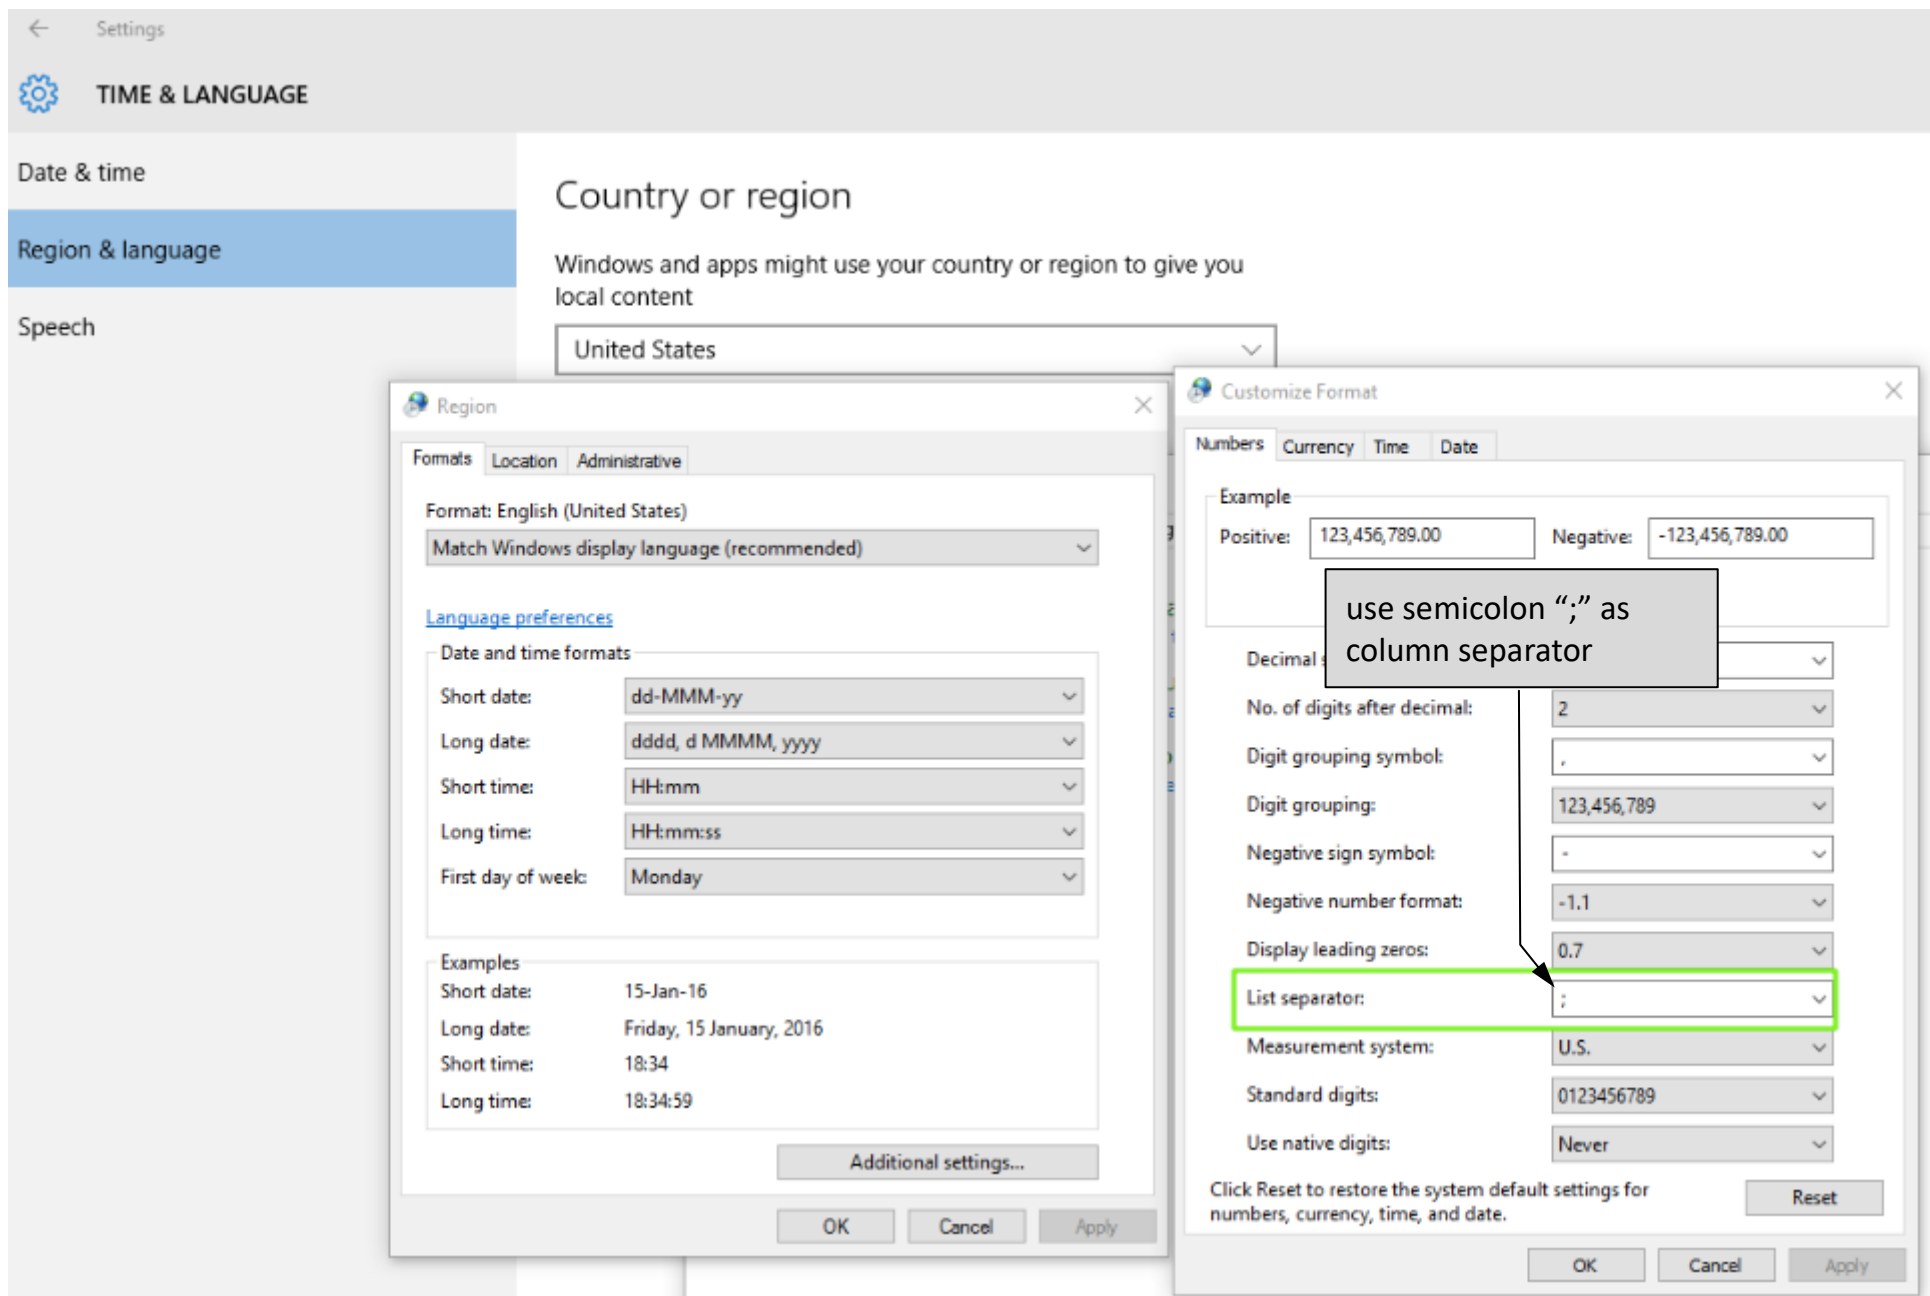 Settings
TIME & LANGUAGE
Date & time
Region & language
Speech
Country or region
Windows and apps might use your country or region to give you
local content
United States
Region
Formats Location Administrative
Format: English (United States)
Match Windows display language (recommended)
Language preferences
Date and time formats
Short date: dd-MMM-yy
Long date: dddd, d MMMM, yyyy
Short time: HH:mm
Long time: HH:mm:ss
First day of week: Monday
Examples
Short date: 15-Jan-16
Long date: Friday, 15 January, 2016
Short time: 18:34
Long time: 18:34:59
Additional settings...
OK Cancel Apply
Customize Format
Numbers Currency Time Date
Example
Positive: 123,456,789.00 Negative: -123,456,789.00
use semicolon “;” as
column separator
Decimal
No. of digits after decimal: 2
Digit grouping symbol: ,
Digit grouping: 123,456,789
Negative sign symbol: -
Negative number format: -1.1
Display leading zeros: 0.7
List separator: ;
Measurement system: U.S.
Standard digits: 0123456789
Use native digits: Never
Click Reset to restore the system default settings for
numbers, currency, time, and date.
Reset
OK Cancel Apply